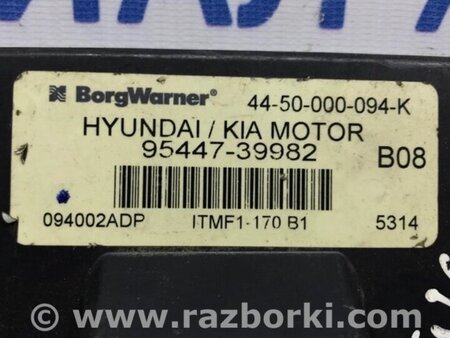 BorgWarner® 44-50-000-094-K
HYUNDAI / KIA MOTOR
95447-39982 B08
094002ADP ITMF1-170 B1 5314
© www.razborki.com